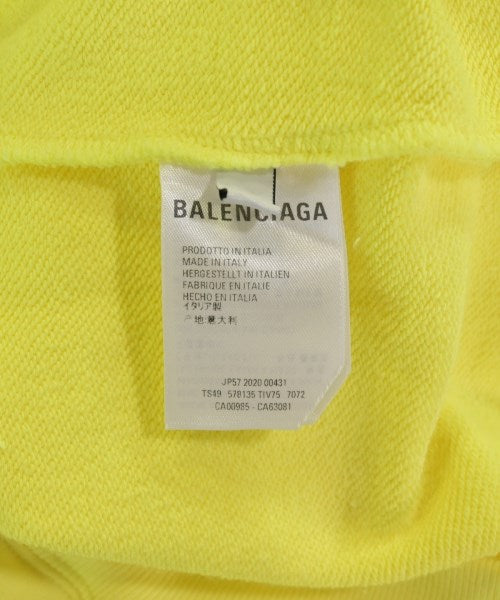 BALENCIAGA
PRODOTTO IN ITALIA
MADE IN ITALY
HERGESTELLT IN ITALIEN
FABRIQUE EN ITALIE
HECHO EN ITALIA
イタリア製
产地:意大利
JP57 2020 00431
TS49 578135 TIV75 7072
CA00985 - CA63081